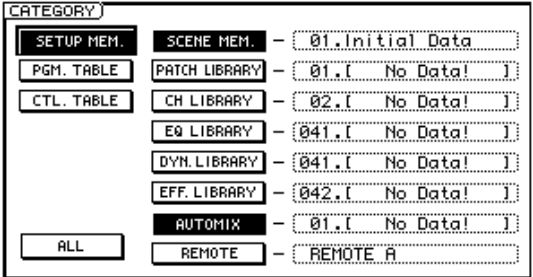 CATEGORY
SETUP MEM. SCENE MEM. - 01.Initial Data
PGM. TABLE PATCH LIBRARY - 01.[ No Data! ]
CTL. TABLE CH LIBRARY - 02.[ No Data! ]
EQ LIBRARY - 041.[ No Data! ]
DYN. LIBRARY - 041.[ No Data! ]
EFF. LIBRARY - 042.[ No Data! ]
AUTOMIX - 01.[ No Data! ]
ALL REMOTE - REMOTE A